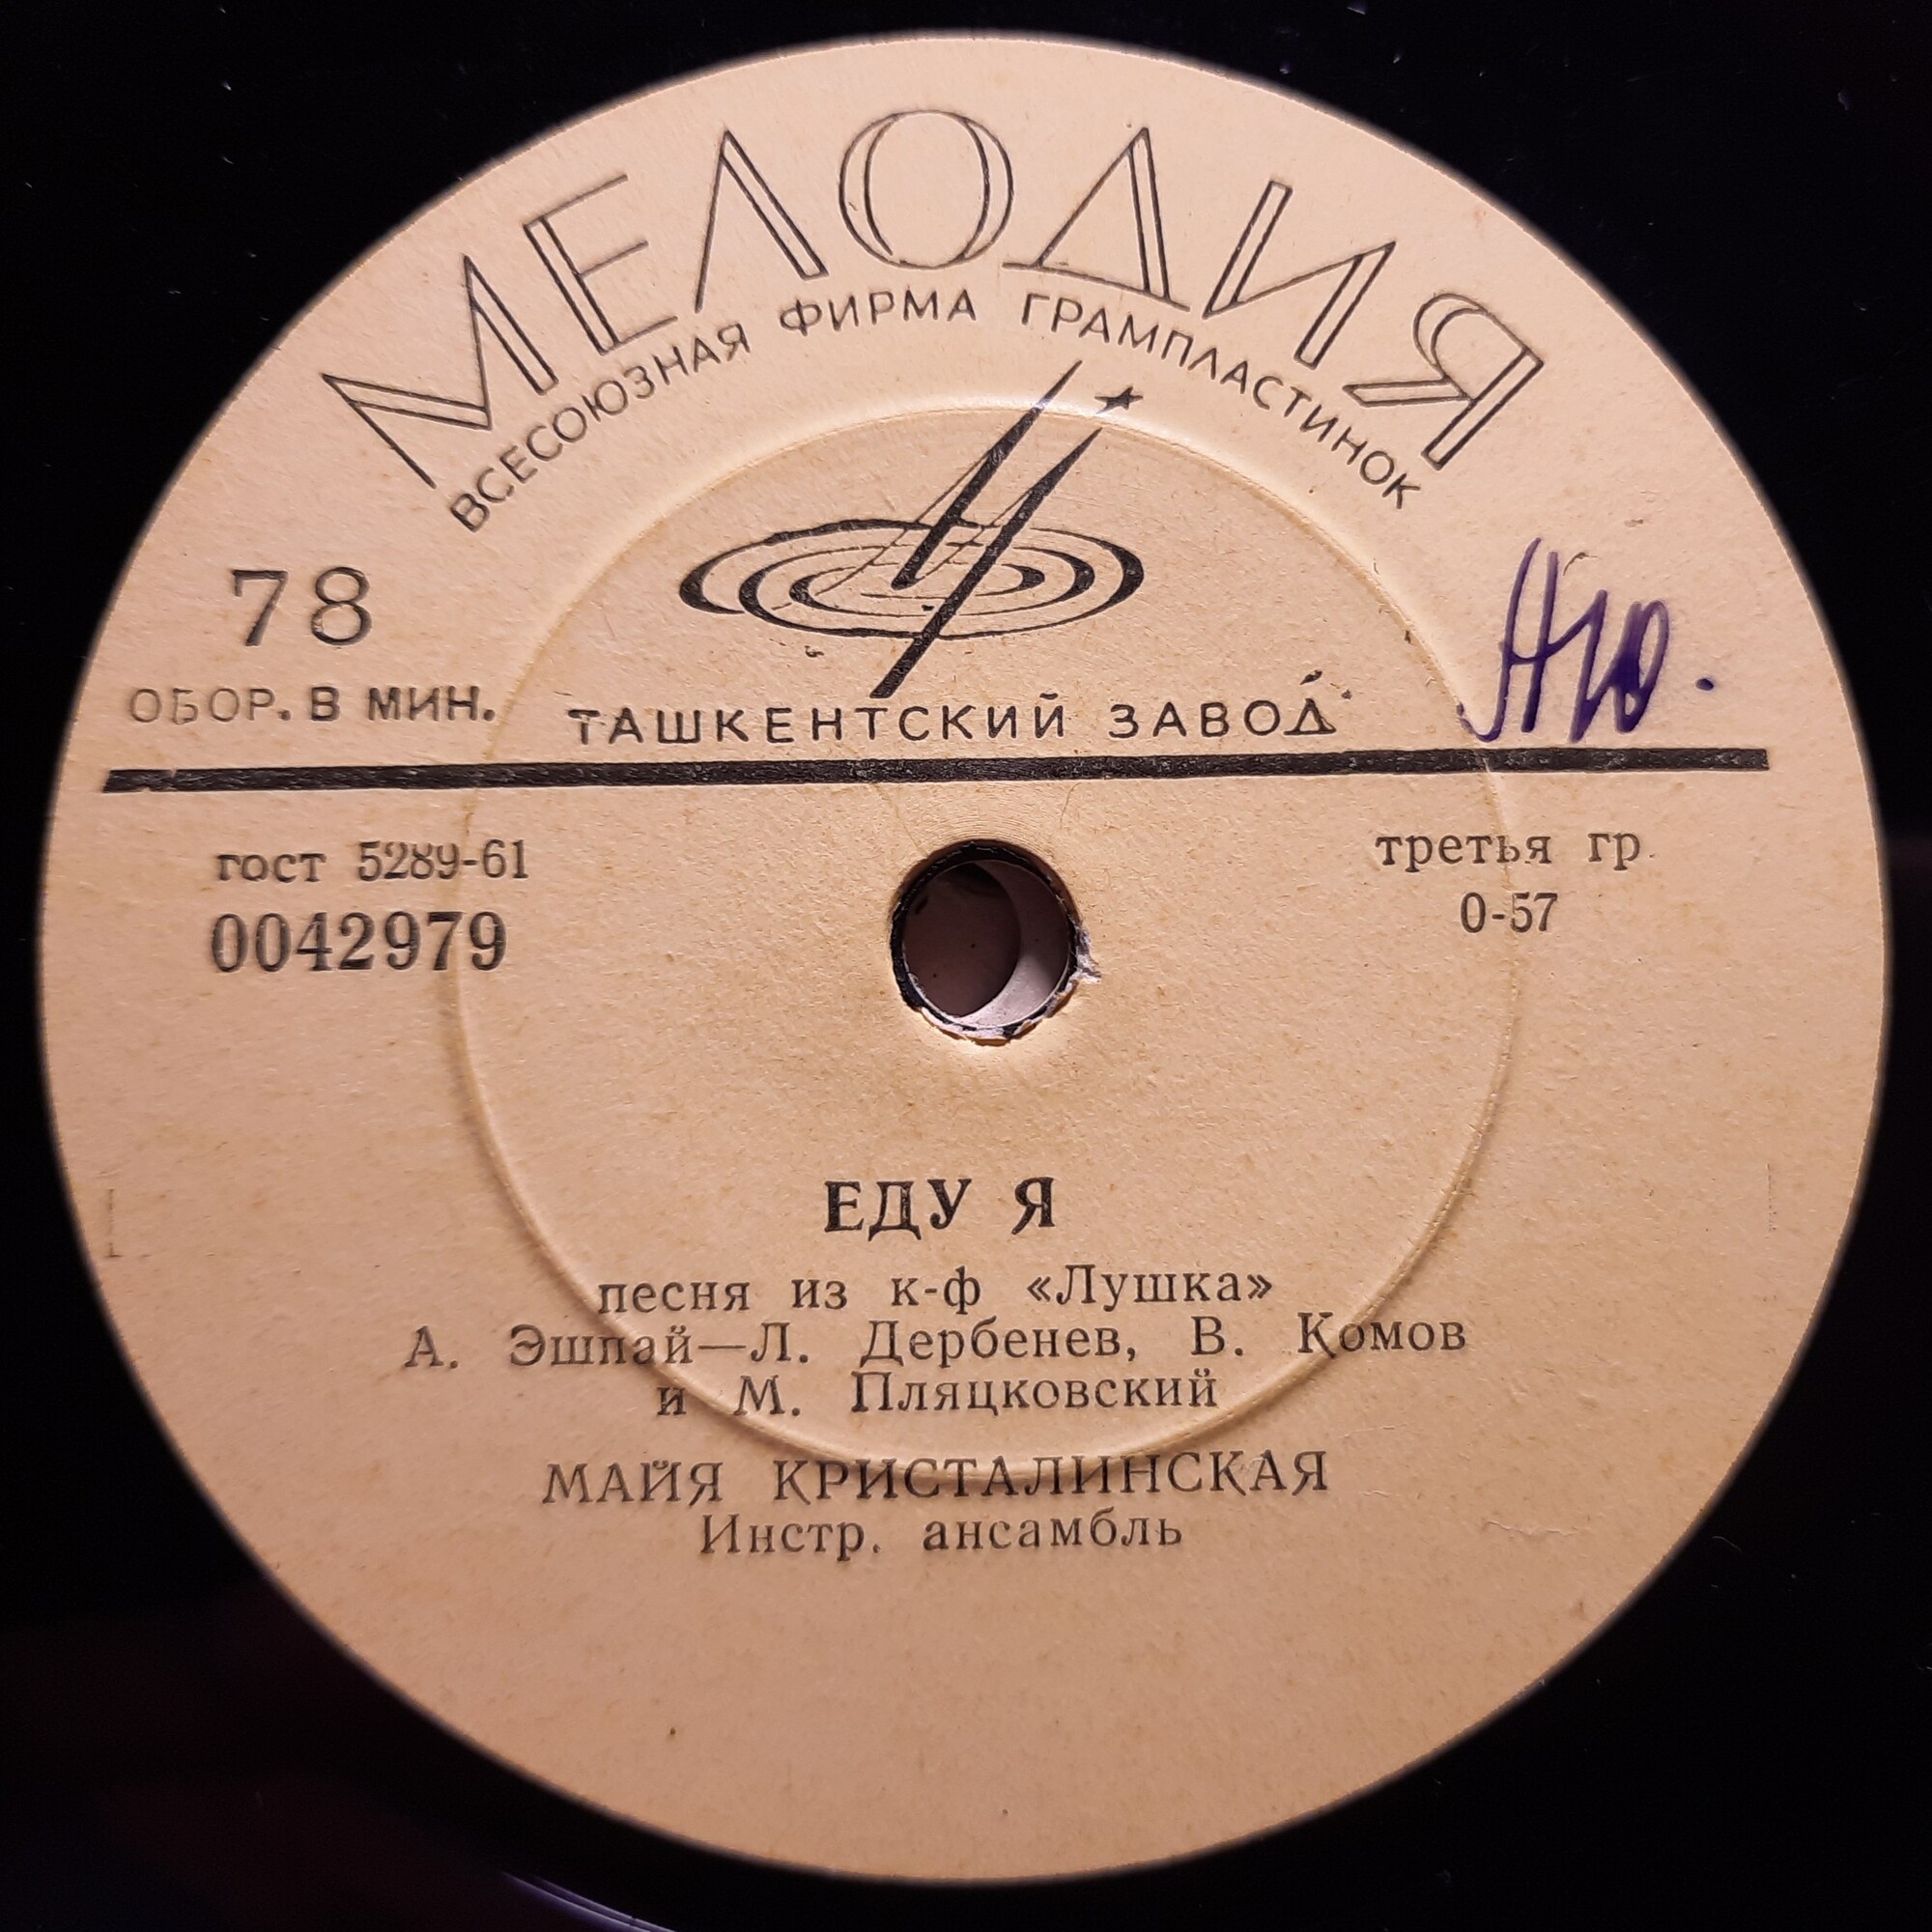 МЕЛОДИЯ
ВСЕСОЮЗНАЯ ФИРМА ГРАМПЛАСТИНОК
78
ОБОР. В МИН.
ТАШКЕНТСКИЙ ЗАВОД
гост 5289-61
0042979
третья гр.
0-57
ЕДУ Я
песня из к-ф «Лушка»
А. Эшпай—Л. Дербенев, В. Комов
и М. Пляцковский
МАЙЯ КРИСТАЛИНСКАЯ
Инстр. ансамбль